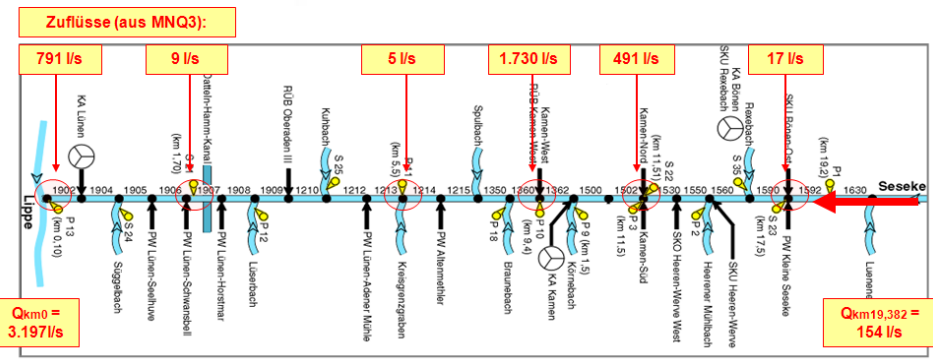 Zuflüsse (aus MNQ3):
791 l/s
9 l/s
5 l/s
1.730 l/s
491 l/s
17 l/s
KA Lünen
(km 1,70)
Datteln-Hamm-Kanal
RÜB Oberaden III
Kuhbach
S 25
(km 5,5)
Spulbach
RÜB Kamen-West
Kamen-West
Kamen-Nord
(km 11,51)
S 22
KA Bönen
SKU Rexebach
Rexebach
S 35
SKU Bönen-Ost
(km 19,2)
P1
Seseke
1902
1904
1905
1906
1907
1908
1909
1210
1212
1213
1214
1215
1350
1360
1362
1500
1502
1530
1550
1560
1590
1592
1630
Lippe
P 13
(km 0,10)
S 24
Süggelbach
PW Lünen-Seelhuve
PW Lünen-Schwansbell
PW Lünen-Horstmar
P 12
Lüserbach
PW Lünen-Adener Mühle
Kreisgrenzgraben
PW Altenmethler
P 18
Braunebach
P 10
(km 9,4)
KA Kamen
P 9 (km 1,5)
Körnebach
P 3
(km 11,5)
Kamen-Süd
SKO Heeren-Werve West
P 2
Heerener Mühlbach
SKU Heeren-Werve
S 23
(km 17,5)
PW Kleine Seseke
Luenene
Qkm0 =
3.197l/s
Qkm19,382 =
154 l/s